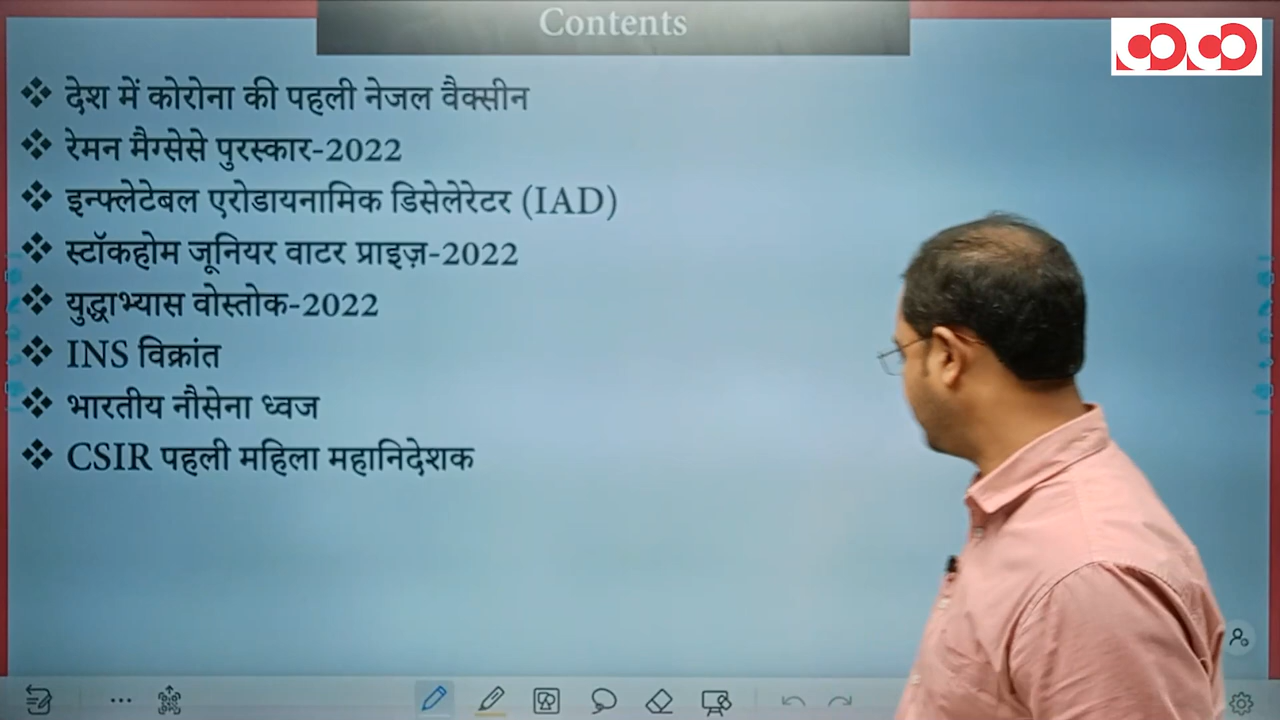 Contents
❖ देश में कोरोना की पहली नेजल वैक्सीन
❖ रेमन मैग्सेसे पुरस्कार-2022
❖ इन्फ्लेटेबल एरोडायनामिक डिसेलेरेटर (IAD)
❖ स्टॉकहोम जूनियर वाटर प्राइज़-2022
❖ युद्धाभ्यास वोस्तोक-2022
❖ INS विक्रांत
❖ भारतीय नौसेना ध्वज
❖ CSIR पहली महिला महानिदेशक